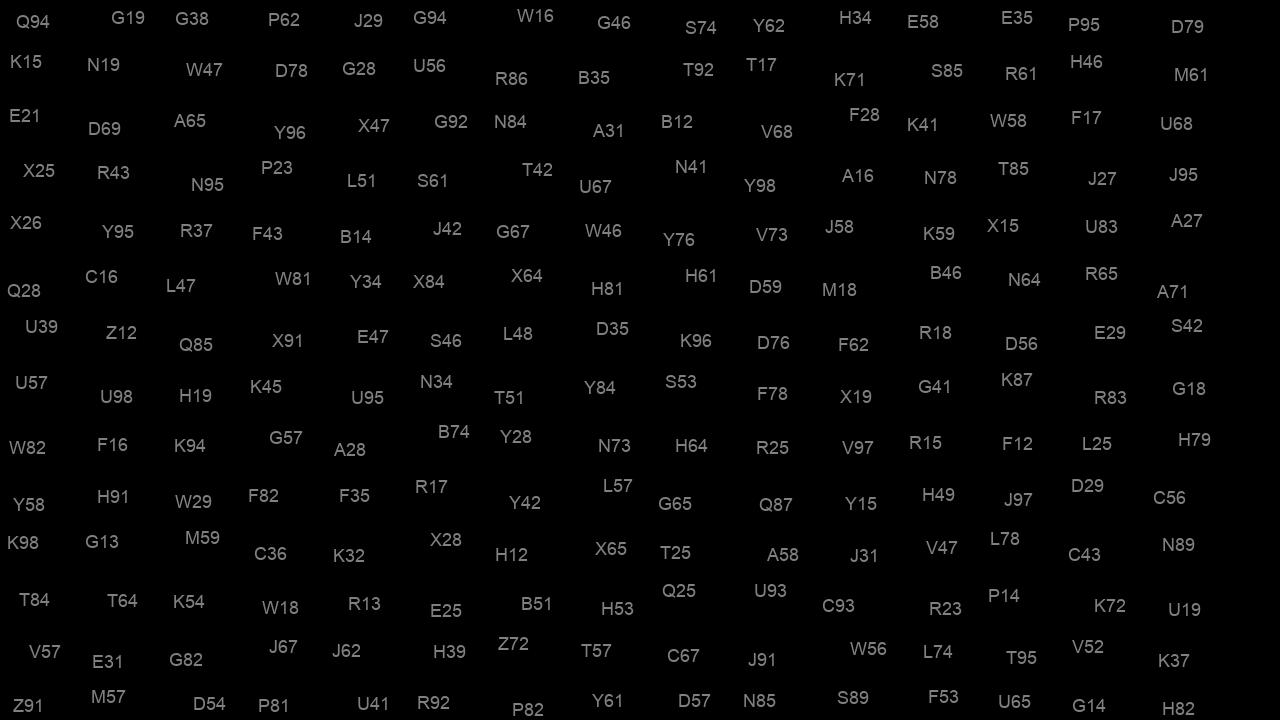 Q94 G19 G38 P62 J29 G94 W16 G46 S74 Y62 H34 E58 E35 P95 D79
K15 N19 W47 D78 G28 U56 R86 B35 T92 T17 K71 S85 R61 H46 M61
E21 D69 A65 Y96 X47 G92 N84 A31 B12 V68 F28 K41 W58 F17 U68
X25 R43 N95 P23 L51 S61 T42 U67 N41 Y98 A16 N78 T85 J27 J95
X26 Y95 R37 F43 B14 J42 G67 W46 Y76 V73 J58 K59 X15 U83 A27
Q28 C16 L47 W81 Y34 X84 X64 H81 H61 D59 M18 B46 N64 R65 A71
U39 Z12 Q85 X91 E47 S46 L48 D35 K96 D76 F62 R18 D56 E29 S42
U57 U98 H19 K45 U95 N34 T51 Y84 S53 F78 X19 G41 K87 R83 G18
W82 F16 K94 G57 A28 B74 Y28 N73 H64 R25 V97 R15 F12 L25 H79
Y58 H91 W29 F82 F35 R17 Y42 L57 G65 Q87 Y15 H49 J97 D29 C56
K98 G13 M59 C36 K32 X28 H12 X65 T25 A58 J31 V47 L78 C43 N89
T84 T64 K54 W18 R13 E25 B51 H53 Q25 U93 C93 R23 P14 K72 U19
V57 E31 G82 J67 J62 H39 Z72 T57 C67 J91 W56 L74 T95 V52 K37
Z91 M57 D54 P81 U41 R92 P82 Y61 D57 N85 S89 F53 U65 G14 H82